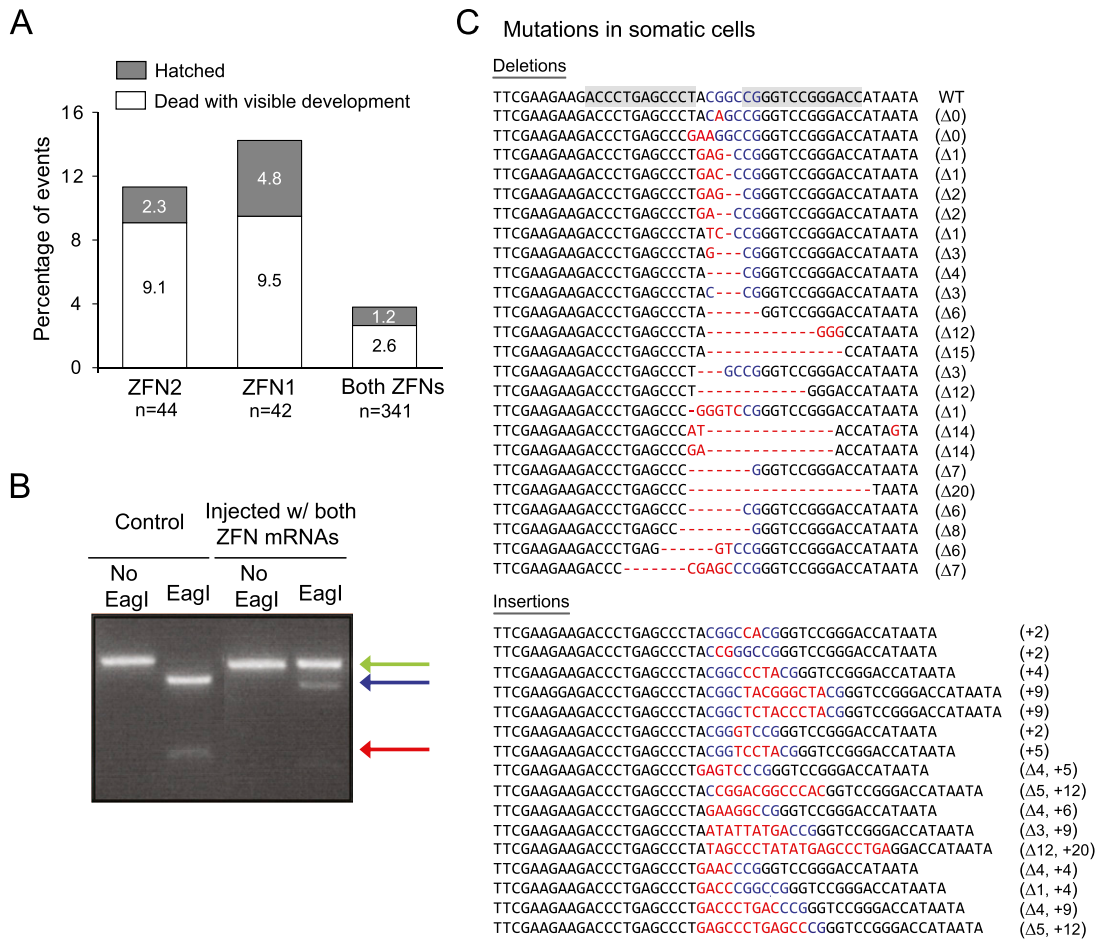 A
Hatched
Dead with visible development
Percentage of events
16
12
8
4
0
2.3
9.1
4.8
9.5
1.2
2.6
ZFN2
n=44
ZFN1
n=42
Both ZFNs
n=341
B
Control
Injected w/ both
ZFN mRNAs
No
EagI
EagI
No
EagI
EagI
C Mutations in somatic cells
Deletions
TTCGAAGAAGACCCTGAGCCCTACGGCCGGGTCCGGGACCATAATA WT
TTCGAAGAAGACCCTGAGCCCTACAGCCGGGTCCGGGACCATAATA (Δ0)
TTCGAAGAAGACCCTGAGCCCGAAGGCCGGGTCCGGGACCATAATA (Δ0)
TTCGAAGAAGACCCTGAGCCCTGAG-CCGGGTCCGGGACCATAATA (Δ1)
TTCGAAGAAGACCCTGAGCCCTGAC-CCGGGTCCGGGACCATAATA (Δ1)
TTCGAAGAAGACCCTGAGCCCTGAG--CGGGTCCGGGACCATAATA (Δ2)
TTCGAAGAAGACCCTGAGCCCTGA--CCGGGTCCGGGACCATAATA (Δ2)
TTCGAAGAAGACCCTGAGCCCTATC-CCGGGTCCGGGACCATAATA (Δ1)
TTCGAAGAAGACCCTGAGCCCTAG---CGGGTCCGGGACCATAATA (Δ3)
TTCGAAGAAGACCCTGAGCCCTA----CGGGTCCGGGACCATAATA (Δ4)
TTCGAAGAAGACCCTGAGCCCTAC---CGGGTCCGGGACCATAATA (Δ3)
TTCGAAGAAGACCCTGAGCCCTA------GGTCCGGGACCATAATA (Δ6)
TTCGAAGAAGACCCTGAGCCCTA------------GGGCCATAATA (Δ12)
TTCGAAGAAGACCCTGAGCCCTA---------------CCATAATA (Δ15)
TTCGAAGAAGACCCTGAGCCCT---GCCGGGTCCGGGACCATAATA (Δ3)
TTCGAAGAAGACCCTGAGCCCT------------GGGACCATAATA (Δ12)
TTCGAAGAAGACCCTGAGCCC-GGGTCCGGGTCCGGGACCATAATA (Δ1)
TTCGAAGAAGACCCTGAGCCCAT--------------ACCATAGTA (Δ14)
TTCGAAGAAGACCCTGAGCCCGA--------------ACCATAATA (Δ14)
TTCGAAGAAGACCCTGAGCCC-------GGGTCCGGGACCATAATA (Δ7)
TTCGAAGAAGACCCTGAGCCC--------------------TAATA (Δ20)
TTCGAAGAAGACCCTGAGCCC------CGGGTCCGGGACCATAATA (Δ6)
TTCGAAGAAGACCCTGAGCC--------GGGTCCGGGACCATAATA (Δ8)
TTCGAAGAAGACCCTGAG------GTCCGGGTCCGGGACCATAATA (Δ6)
TTCGAAGAAGACCC-------CGAGCCCGGGTCCGGGACCATAATA (Δ7)
Insertions
TTCGAAGAAGACCCTGAGCCCTACGGCCACGGGTCCGGGACCATAATA (+2)
TTCGAAGAAGACCCTGAGCCCTACCGGGCCGGGTCCGGGACCATAATA (+2)
TTCGAAGAAGACCCTGAGCCCTACGGCCCTACGGGTCCGGGACCATAATA (+4)
TTCGAAGGAGACCCTGAGCCCTACGGCTACGGGCTACGGGTCCGGGACCATAATA (+9)
TTCGAAGAAGACCCTGAGCCCTACGGCTCTACCCTACGGGTCCGGGACCATAATA (+9)
TTCGAAGAAGACCCTGAGCCCTACGGGTCCGGGTCCGGGACCATAATA (+2)
TTCGAAGAAGACCCTGAGCCCTACGGTCCTACGGGTCCGGGACCATAATA (+5)
TTCGAAGAAGACCCTGAGCCCTGAGTCCCGGGTCCGGGACCATAATA (Δ4, +5)
TTCGAAGAAGACCCTGAGCCCTACCGGACGGCCCACGGTCCGGGACCATAATA (Δ5, +12)
TTCGAAGAAGACCCTGAGCCCTGAAGGCCGGGTCCGGGACCATAATA (Δ4, +6)
TTCGAAGAAGACCCTGAGCCCTAATATTATGACCGGGTCCGGGACCATAATA (Δ3, +9)
TTCGAAGAAGACCCTGAGCCCTATAGCCCTATATGAGCCCTGAGGACCATAATA (Δ12, +20)
TTCGAAGAAGACCCTGAGCCCTGAACCCGGGTCCGGGACCATAATA (Δ4, +4)
TTCGAAGAAGACCCTGAGCCCTGACCCGGCCGGGTCCGGGACCATAATA (Δ1, +4)
TTCGAAGAAGACCCTGAGCCCTGACCCTGACCCGGGTCCGGGACCATAATA (Δ4, +9)
TTCGAAGAAGACCCTGAGCCCTGAGCCCTGAGCCCGGGTCCGGGACCATAATA (Δ5, +12)